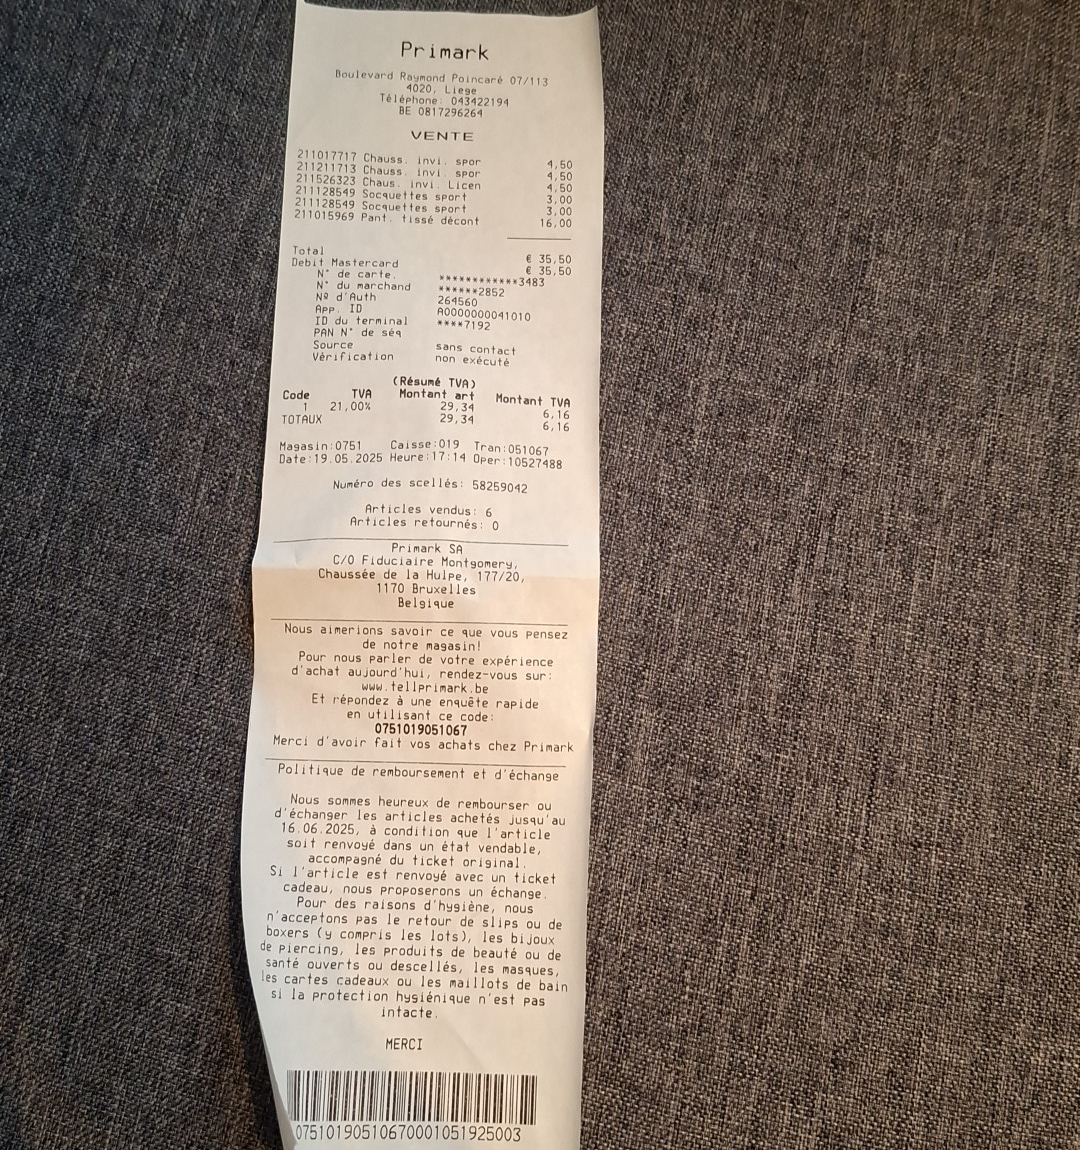 Primark
Boulevard Raymond Poincaré 07/113
4020, Liege
Téléphone: 043422194
BE 0817296264
VENTE
211017717 Chauss. invi. spor 4,50
211211713 Chauss. invi. spor 4,50
211526323 Chaus. invi. Licen 4,50
211128549 Socquettes sport 3,00
211128549 Socquettes sport 3,00
211015969 Pant. tissé décont 16,00
Total € 35,50
Debit Mastercard € 35,50
N° de carte. ************3483
N° du marchand ******2852
Nº d'Auth 264560
App. ID A0000000041010
ID du terminal ****7192
PAN N° de séq
Source sans contact
Vérification non exécuté
(Résumé TVA)
Code TVA Montant art Montant TVA
1 21,00% 29,34 6,16
TOTAUX 29,34 6,16
Magasin:0751 Caisse:019 Tran:051067
Date:19.05.2025 Heure:17:14 Oper:10527488
Numéro des scellés: 58259042
Articles vendus: 6
Articles retournés: 0
Primark SA
C/O Fiduciaire Montgomery,
Chaussée de la Hulpe, 177/20,
1170 Bruxelles
Belgique
Nous aimerions savoir ce que vous pensez
de notre magasin!
Pour nous parler de votre expérience
d'achat aujourd'hui, rendez-vous sur:
www.tellprimark.be
Et répondez à une enquête rapide
en utilisant ce code:
0751019051067
Merci d'avoir fait vos achats chez Primark
Politique de remboursement et d'échange
Nous sommes heureux de rembourser ou
d'échanger les articles achetés jusqu'au
16.06.2025, à condition que l'article
soit renvoyé dans un état vendable,
accompagné du ticket original.
Si l'article est renvoyé avec un ticket
cadeau, nous proposerons un échange.
Pour des raisons d'hygiène, nous
n'acceptons pas le retour de slips ou de
boxers (y compris les lots), les bijoux
de piercing, les produits de beauté ou de
santé ouverts ou descellés, les masques,
les cartes cadeaux ou les maillots de bain
si la protection hygiénique n'est pas
intacte.
MERCI
07510190510670001051925003